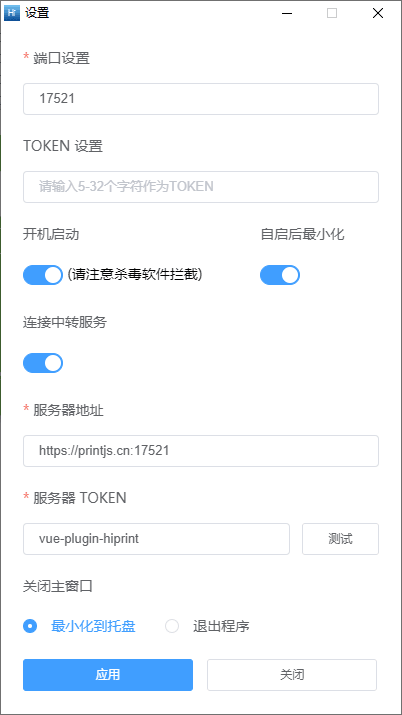 Hi 设置
* 端口设置
17521
TOKEN 设置
请输入5-32个字符作为TOKEN
开机启动 自启后最小化
(请注意杀毒软件拦截)
连接中转服务
* 服务器地址
https://printjs.cn:17521
* 服务器 TOKEN
vue-plugin-hiprint 测试
关闭主窗口
最小化到托盘 退出程序
应用 关闭